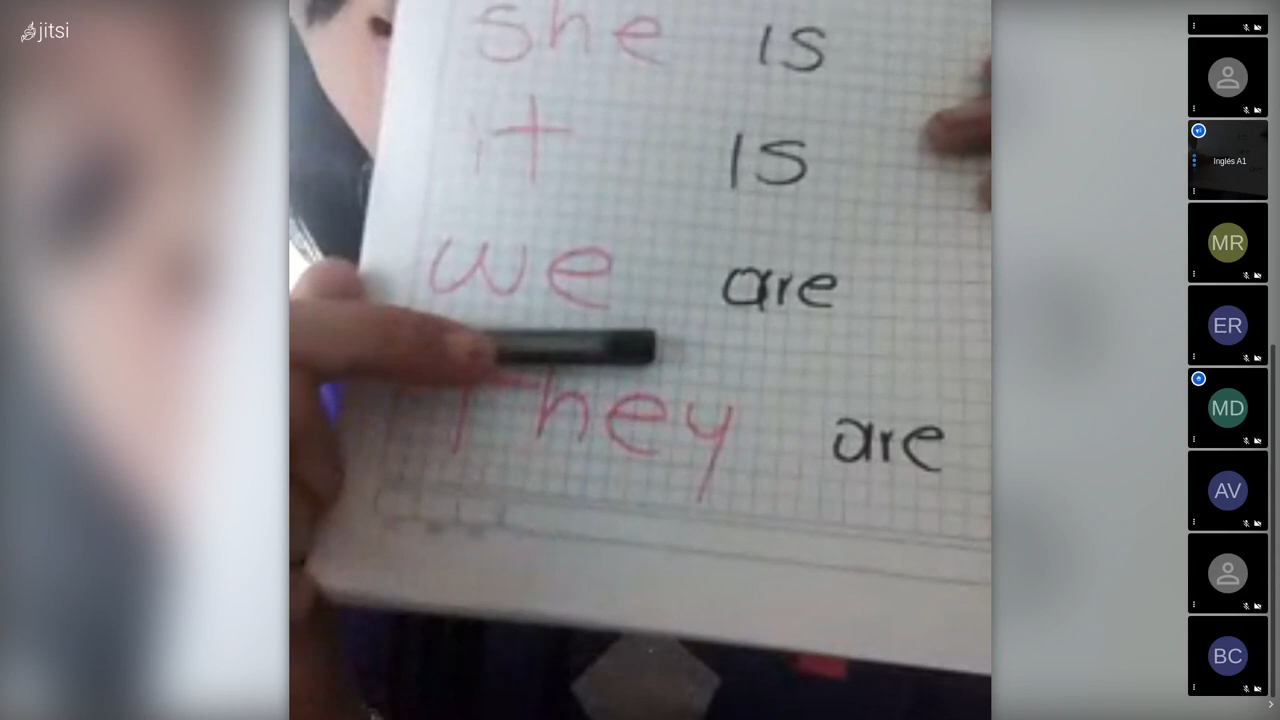 jitsi
she is
it is
we are
They are
Inglés A1
MR
ER
MD
AV
BC